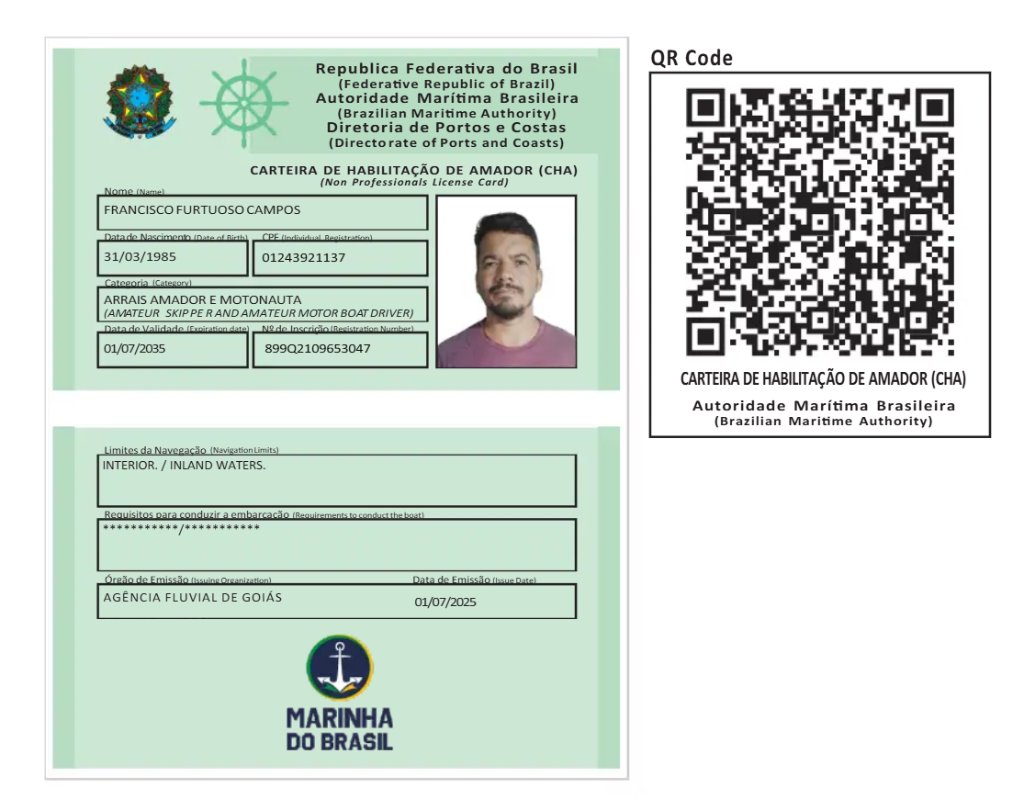 Republica Federativa do Brasil
(Federative Republic of Brazil)
Autoridade Marítima Brasileira
(Brazilian Maritime Authority)
Diretoria de Portos e Costas
(Directorate of Ports and Coasts)
CARTEIRA DE HABILITAÇÃO DE AMADOR (CHA)
(Non Professionals License Card)
Nome (Name)
FRANCISCO FURTUOSO CAMPOS
Data de Nascimento (Date of Birth) CPF (Individual Registration)
31/03/1985 01243921137
Categoria (Category)
ARRAIS AMADOR E MOTONAUTA
(AMATEUR SKIPPER AND AMATEUR MOTOR BOAT DRIVER)
Data de Validade (Expiration date) Nº de Inscrição (Registration Number)
01/07/2035 899Q2109653047
Limites da Navegação (Navigation Limits)
INTERIOR. / INLAND WATERS.
Requisitos para conduzir a embarcação (Requirements to conduct the boat)
***********/***********
Órgão de Emissão (Issuing Organization) Data de Emissão (Issue Date)
AGÊNCIA FLUVIAL DE GOIÁS 01/07/2025
MARINHA
DO BRASIL
QR Code
CARTEIRA DE HABILITAÇÃO DE AMADOR (CHA)
Autoridade Marítima Brasileira
(Brazilian Maritime Authority)